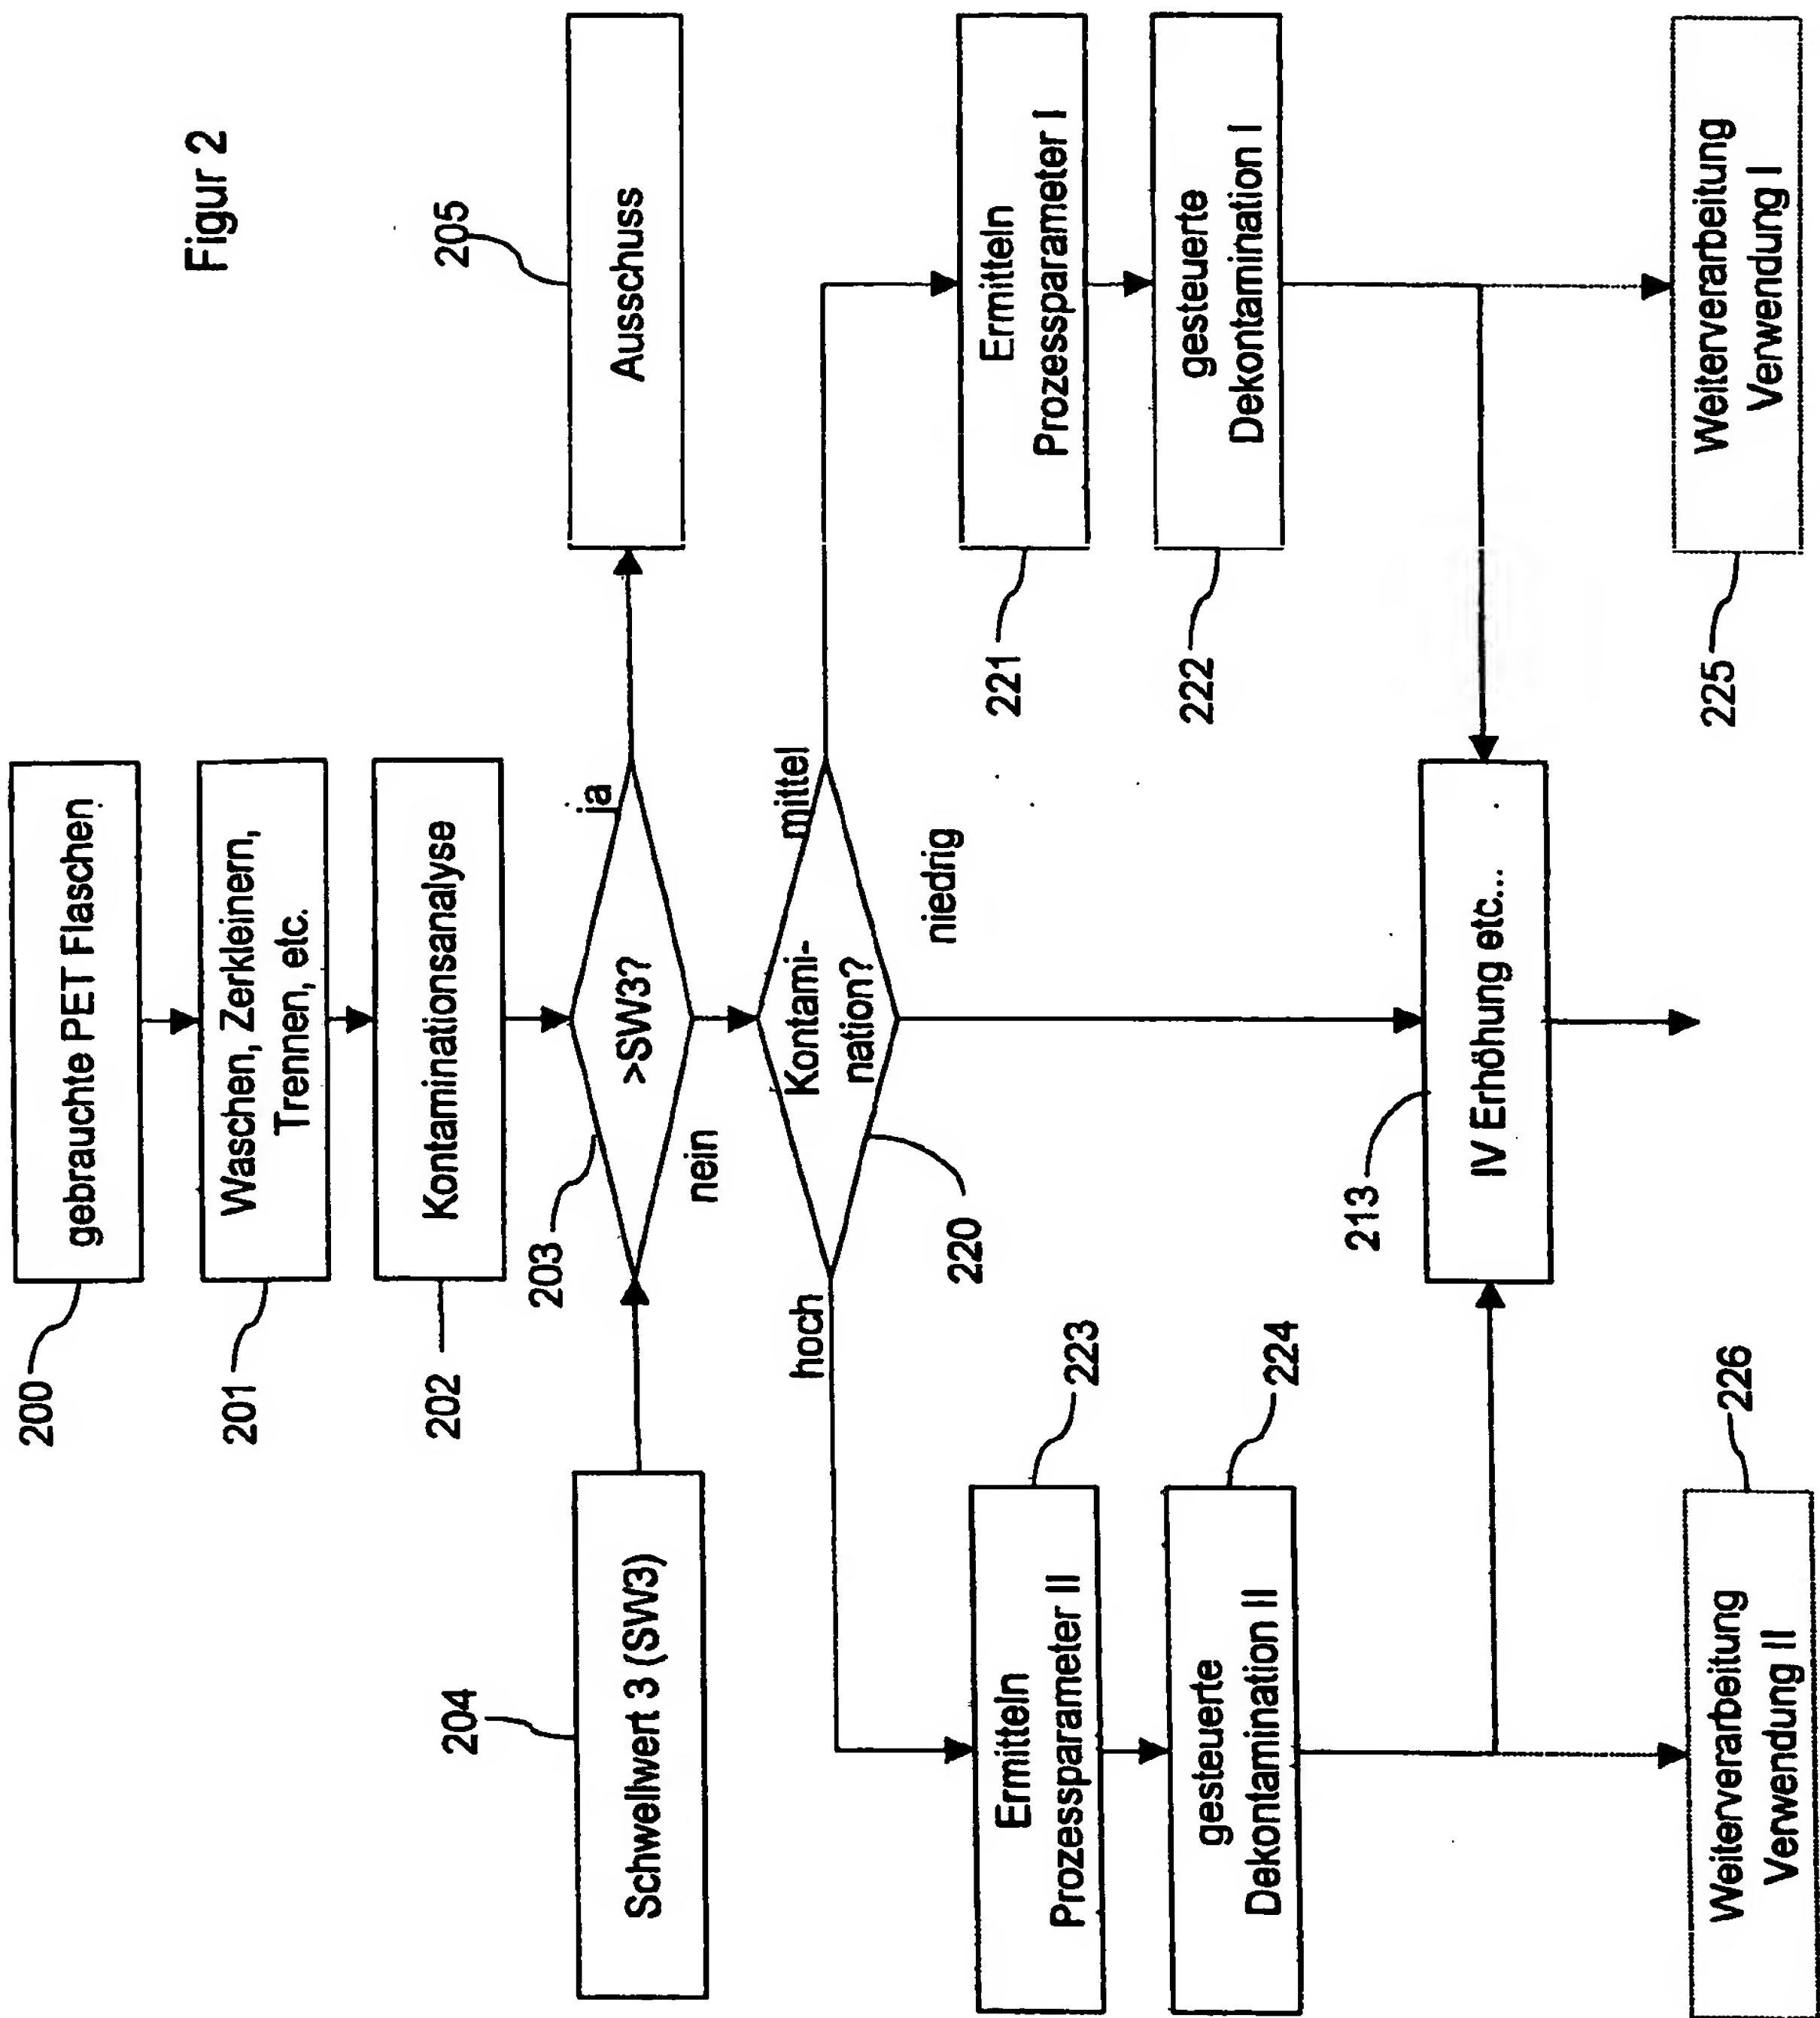 Figur 2
200
gebrauchte PET Flaschen
201
Waschen, Zerkleinern,
Trennen, etc.
202
Kontaminationsanalyse
204
Schwellwert 3 (SW3)
203
>SW3?
ja
nein
205
Ausschuss
220
Kontami-
nation?
hoch
mittel
niedrig
223
Ermitteln
Prozessparameter II
221
Ermitteln
Prozessparameter I
224
gesteuerte
Dekontamination II
222
gesteuerte
Dekontamination I
213
IV Erhöhung etc...
226
Weiterverarbeitung
Verwendung II
225
Weiterverarbeitung
Verwendung I